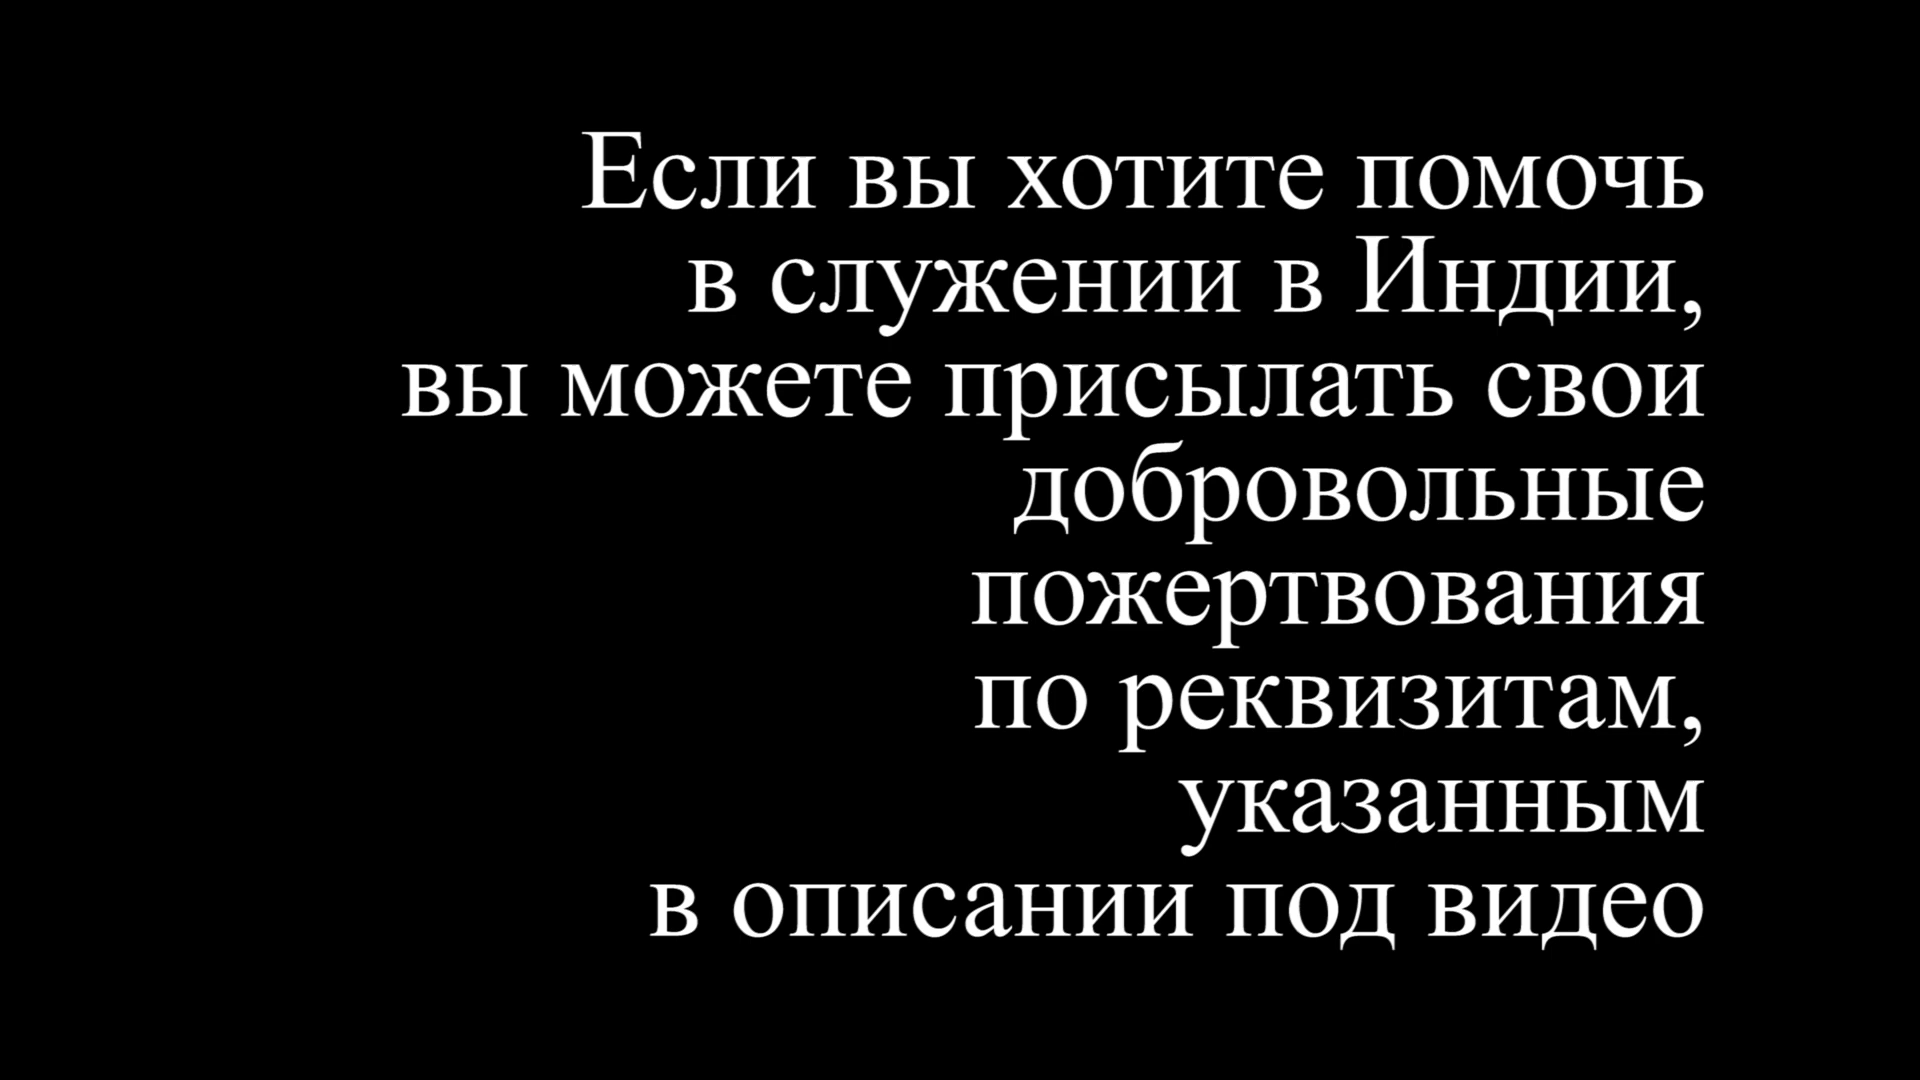 Если вы хотите помочь
в служении в Индии,
вы можете присылать свои
добровольные
пожертвования
по реквизитам,
указанным
в описании под видео